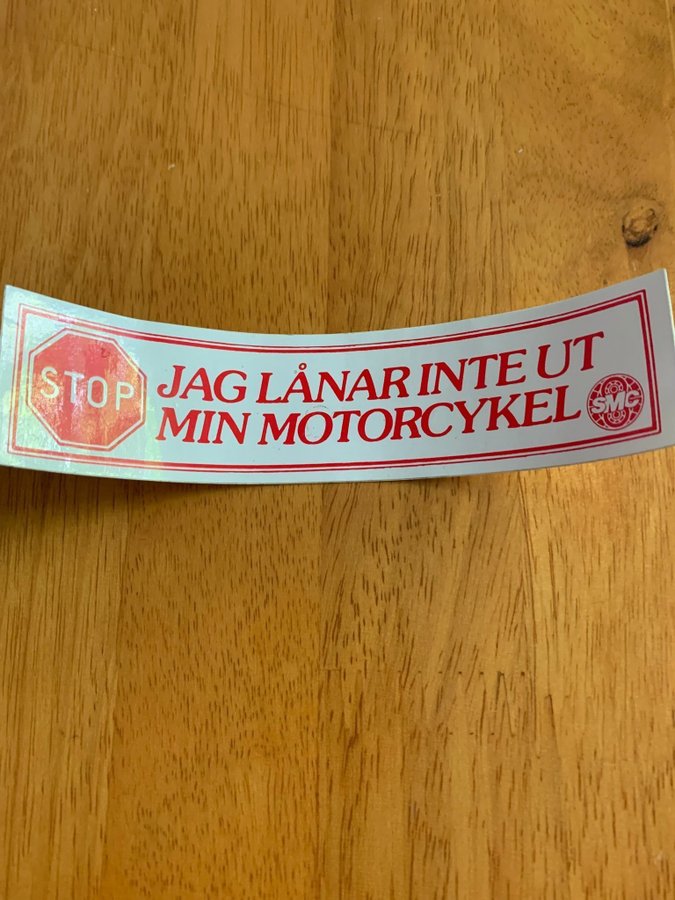 STOP
JAG LÅNAR INTE UT
MIN MOTORCYKEL
SMC